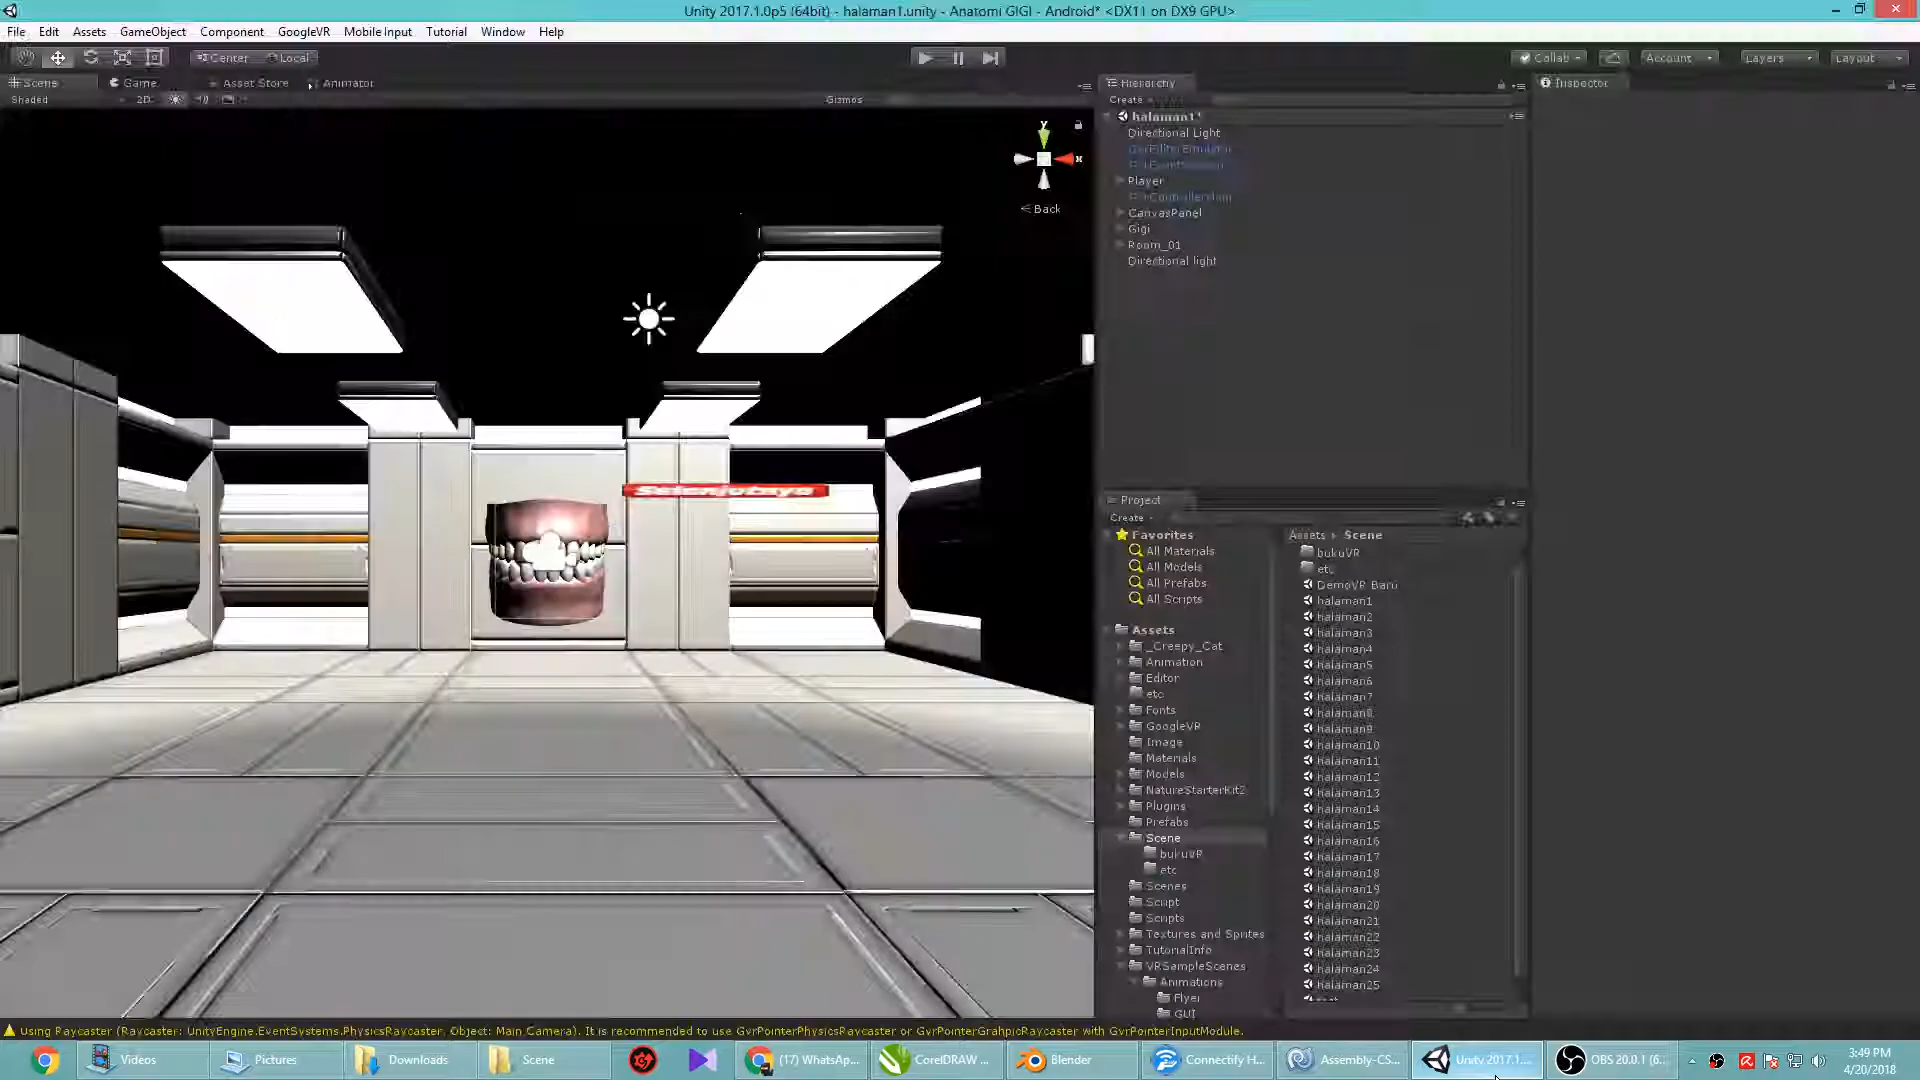 Unity 2017.1.0p5 (64bit) - halaman1.unity - Anatomi GIGI - Android* <DX11 on DX9 GPU>
File Edit Assets GameObject Component GoogleVR Mobile Input Tutorial Window Help
Center Local Collab Account Layers Layout
Scene Game Asset Store Animator
Shaded 2D Gizmos
y
x
Back
Selanjutnya
Hierarchy
Create
halaman1*
Directional Light
GvrEditorEmulator
GvrEventSystem
Player
GvrControllerMain
CanvasPanel
Gigi
Room_01
Directional light
Inspector
Project
Create
Favorites
All Materials
All Models
All Prefabs
All Scripts
Assets
_Creepy_Cat
Animation
Editor
etc
Fonts
GoogleVR
Image
Materials
Models
NatureStarterKit2
Plugins
Prefabs
Scene
bukuVR
etc
Scenes
Script
Scripts
Textures and Sprites
TutorialInfo
VRSampleScenes
Animations
Flyer
GUI
Assets Scene
bukuVR
etc
DemoVR Baru
halaman1
halaman2
halaman3
halaman4
halaman5
halaman6
halaman7
halaman8
halaman9
halaman10
halaman11
halaman12
halaman13
halaman14
halaman15
halaman16
halaman17
halaman18
halaman19
halaman20
halaman21
halaman22
halaman23
halaman24
halaman25
Using Raycaster (Raycaster: UnityEngine.EventSystems.PhysicsRaycaster, Object: Main Camera). It is recommended to use GvrPointerPhysicsRaycaster or GvrPointerGrahpicRaycaster with GvrPointerInputModule.
Videos Pictures Downloads Scene (17) WhatsAp... CorelDRAW ... Blender Connectify H... Assembly-CS... Unity 2017.1... OBS 20.0.1 (6...
3:49 PM
4/20/2018